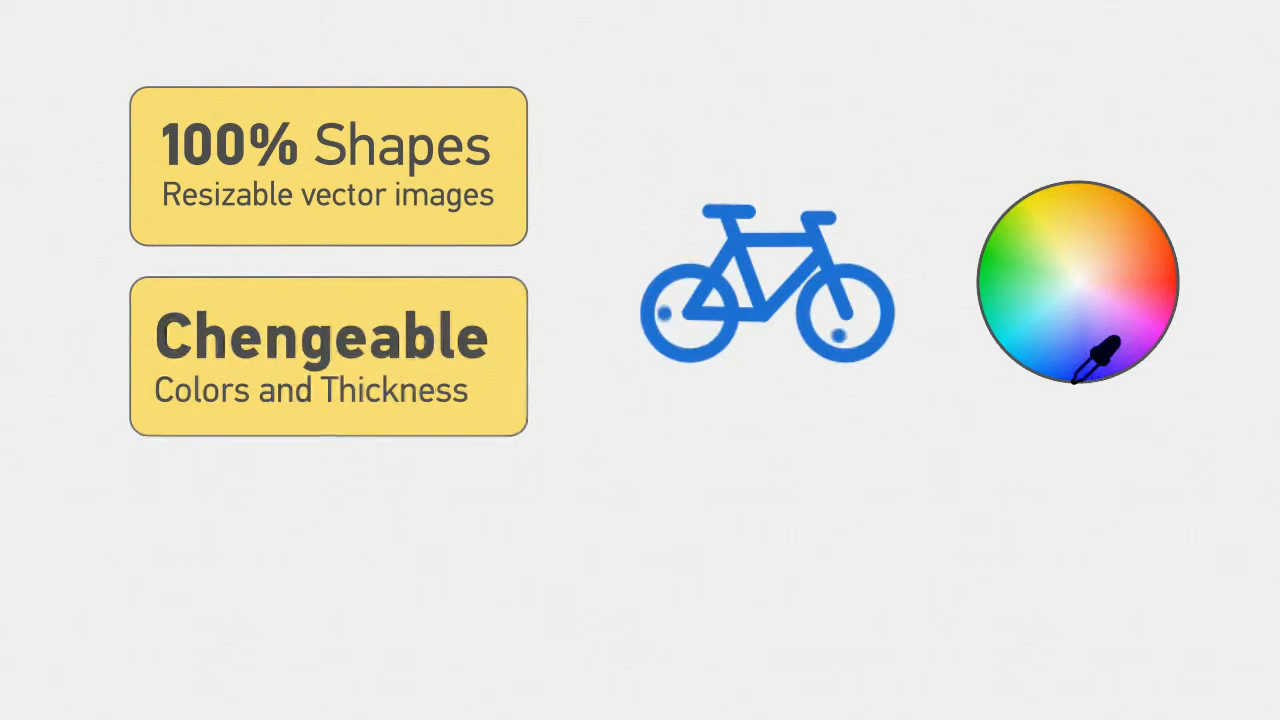 100% Shapes
Resizable vector images
Chengeable
Colors and Thickness